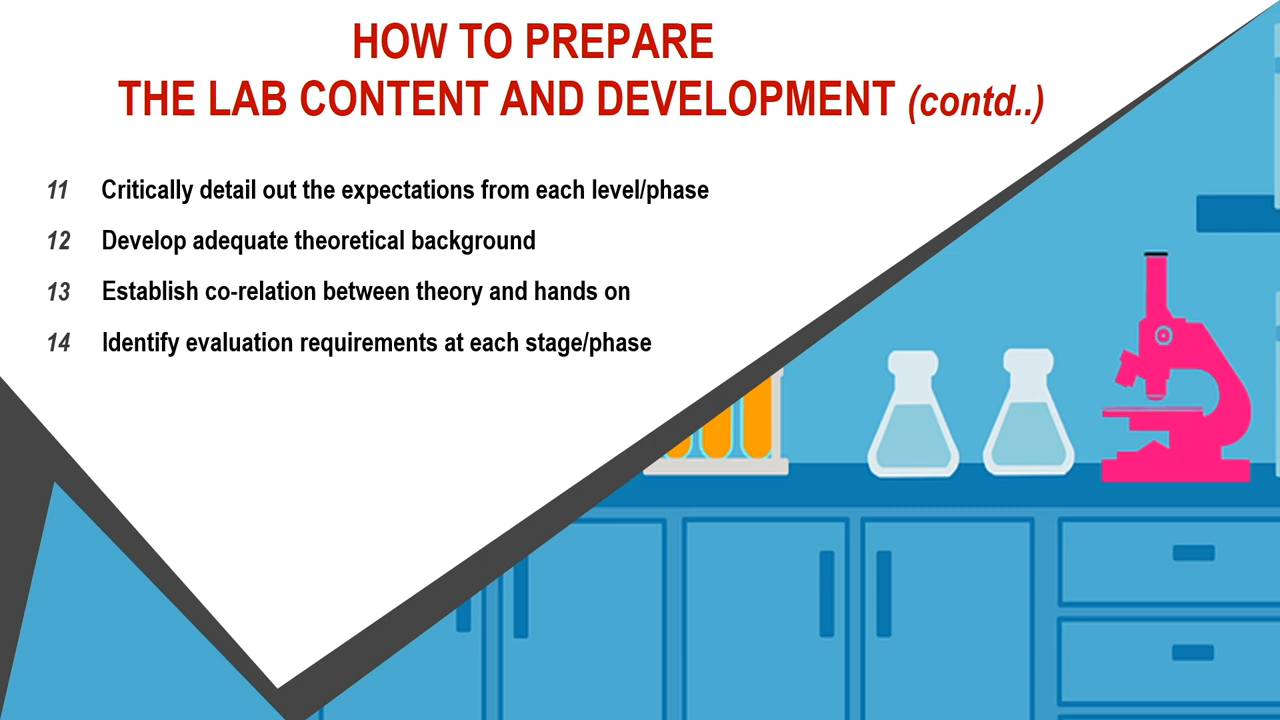 HOW TO PREPARE
THE LAB CONTENT AND DEVELOPMENT (contd..)
11 Critically detail out the expectations from each level/phase
12 Develop adequate theoretical background
13 Establish co-relation between theory and hands on
14 Identify evaluation requirements at each stage/phase